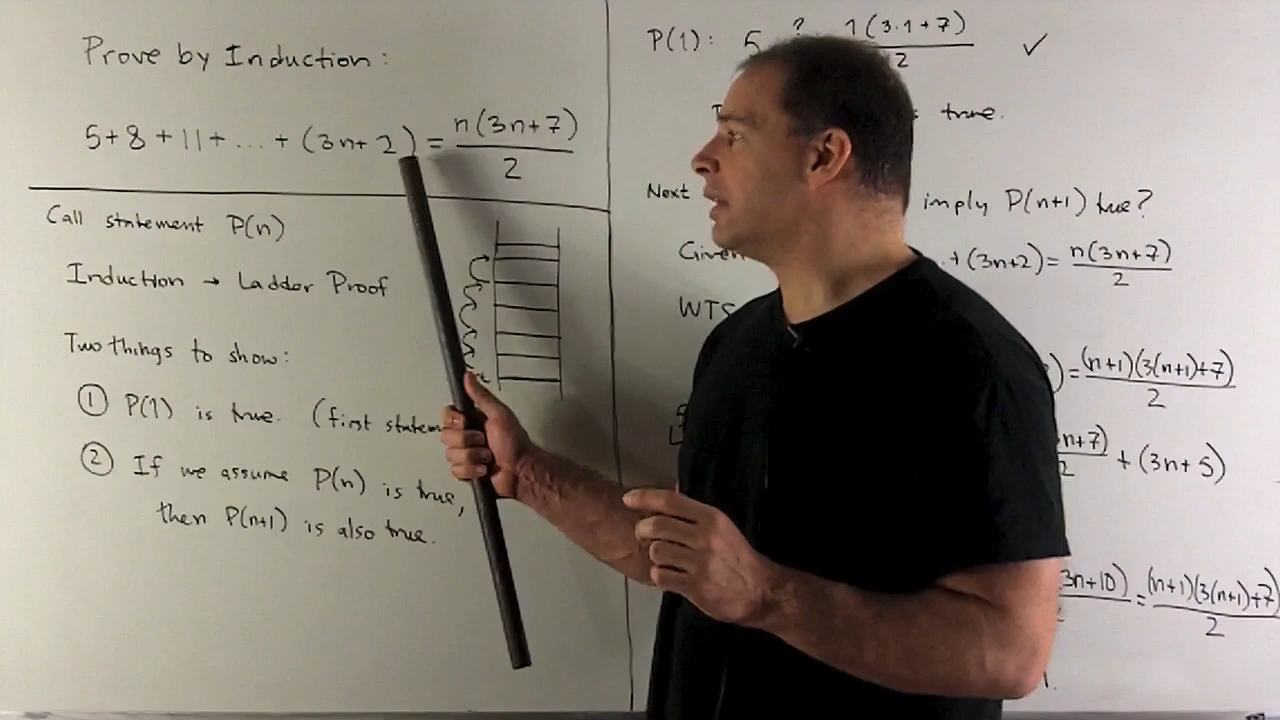 Prove by Induction:
5+8+11+...+(3n+2) = n(3n+7)/2
Call statement P(n)
Induction → Ladder Proof
Two things to show:
① P(1) is true. (first
② If we assume P(n) is true,
then P(n+1) is also true.
P(1): 5 ? 1(3·1+7)/2 ✓
true.
Next imply P(n+1) true?
Given .+(3n+2) = n(3n+7)/2
WTS
) = (n+1)(3(n+1)+7)/2
n+7)/2 + (3n+5)
3n+10) = (n+1)(3(n+1)+7)/2